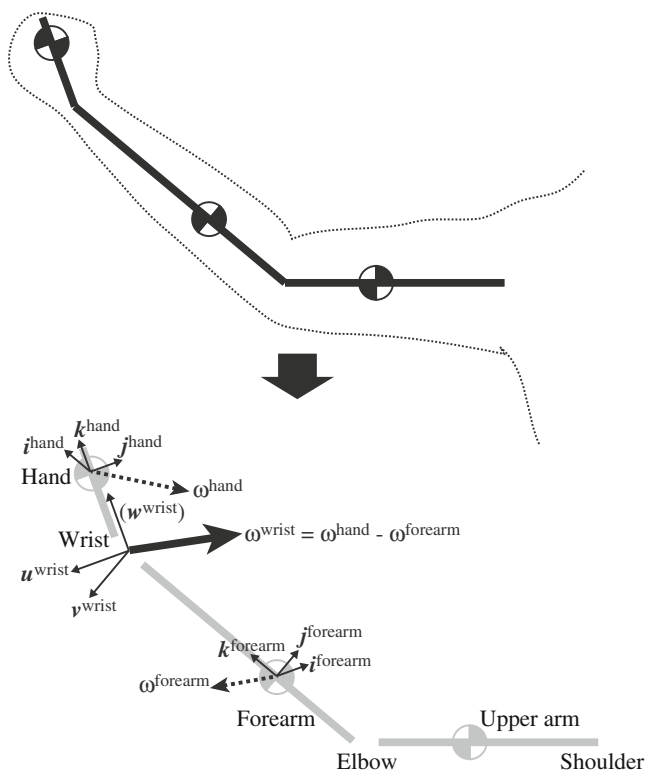 k^hand
i^hand
j^hand
Hand
ω^hand
(w^wrist)
Wrist
ω^wrist = ω^hand - ω^forearm
u^wrist
v^wrist
j^forearm
k^forearm
i^forearm
ω^forearm
Forearm
Upper arm
Elbow
Shoulder